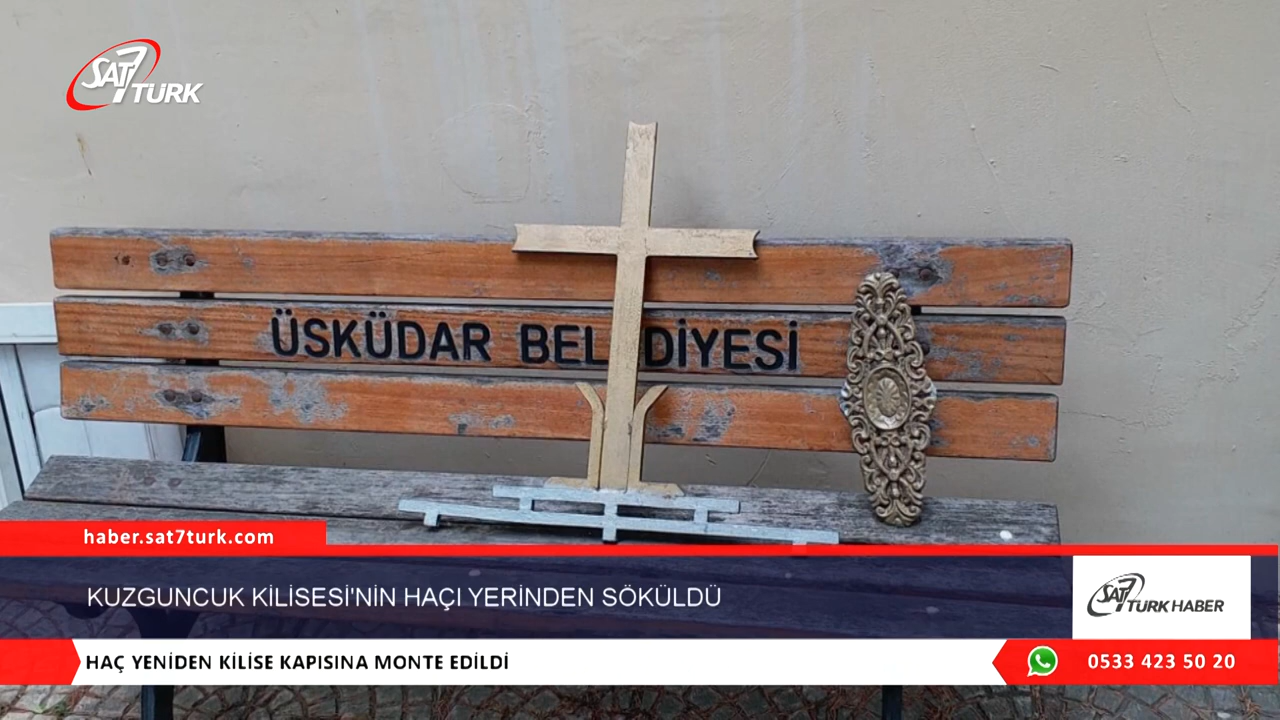 SAT7 TURK
ÜSKÜDAR BELEDİYESİ
haber.sat7turk.com
KUZGUNCUK KİLİSESİ'NİN HAÇI YERİNDEN SÖKÜLDÜ
SAT7 TURK HABER
HAÇ YENİDEN KİLİSE KAPISINA MONTE EDİLDİ
0533 423 50 20